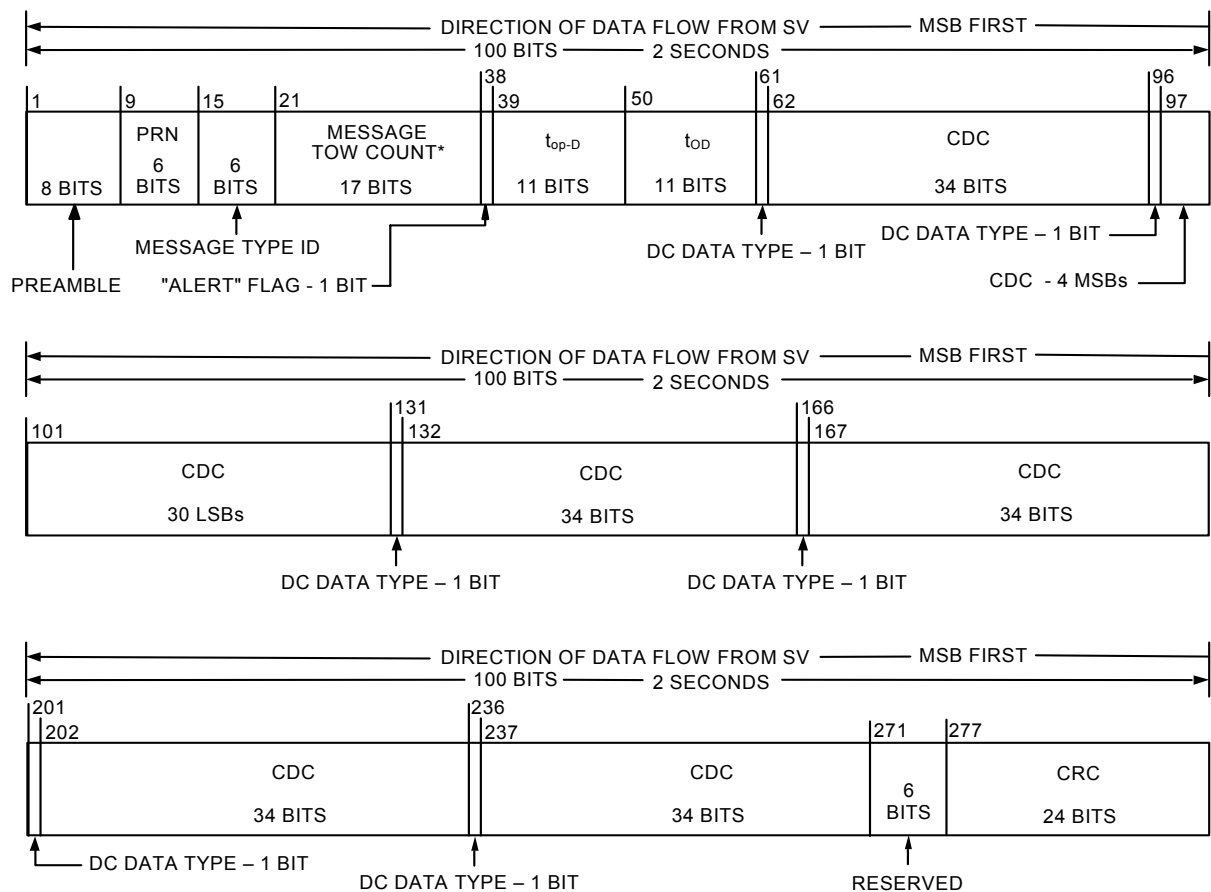 DIRECTION OF DATA FLOW FROM SV MSB FIRST
100 BITS 2 SECONDS
38 61 96
1 9 15 21 39 50 62 97
PRN MESSAGE t_op-D t_OD CDC
TOW COUNT*
6 6
8 BITS BITS BITS 17 BITS 11 BITS 11 BITS 34 BITS
MESSAGE TYPE ID DC DATA TYPE – 1 BIT DC DATA TYPE – 1 BIT
PREAMBLE "ALERT" FLAG - 1 BIT CDC - 4 MSBs
DIRECTION OF DATA FLOW FROM SV MSB FIRST
100 BITS 2 SECONDS
131 166
101 132 167
CDC CDC CDC
30 LSBs 34 BITS 34 BITS
DC DATA TYPE – 1 BIT DC DATA TYPE – 1 BIT
DIRECTION OF DATA FLOW FROM SV MSB FIRST
100 BITS 2 SECONDS
201 236
202 237 271 277
CDC CDC CRC
6
34 BITS 34 BITS BITS 24 BITS
DC DATA TYPE – 1 BIT
DC DATA TYPE – 1 BIT RESERVED